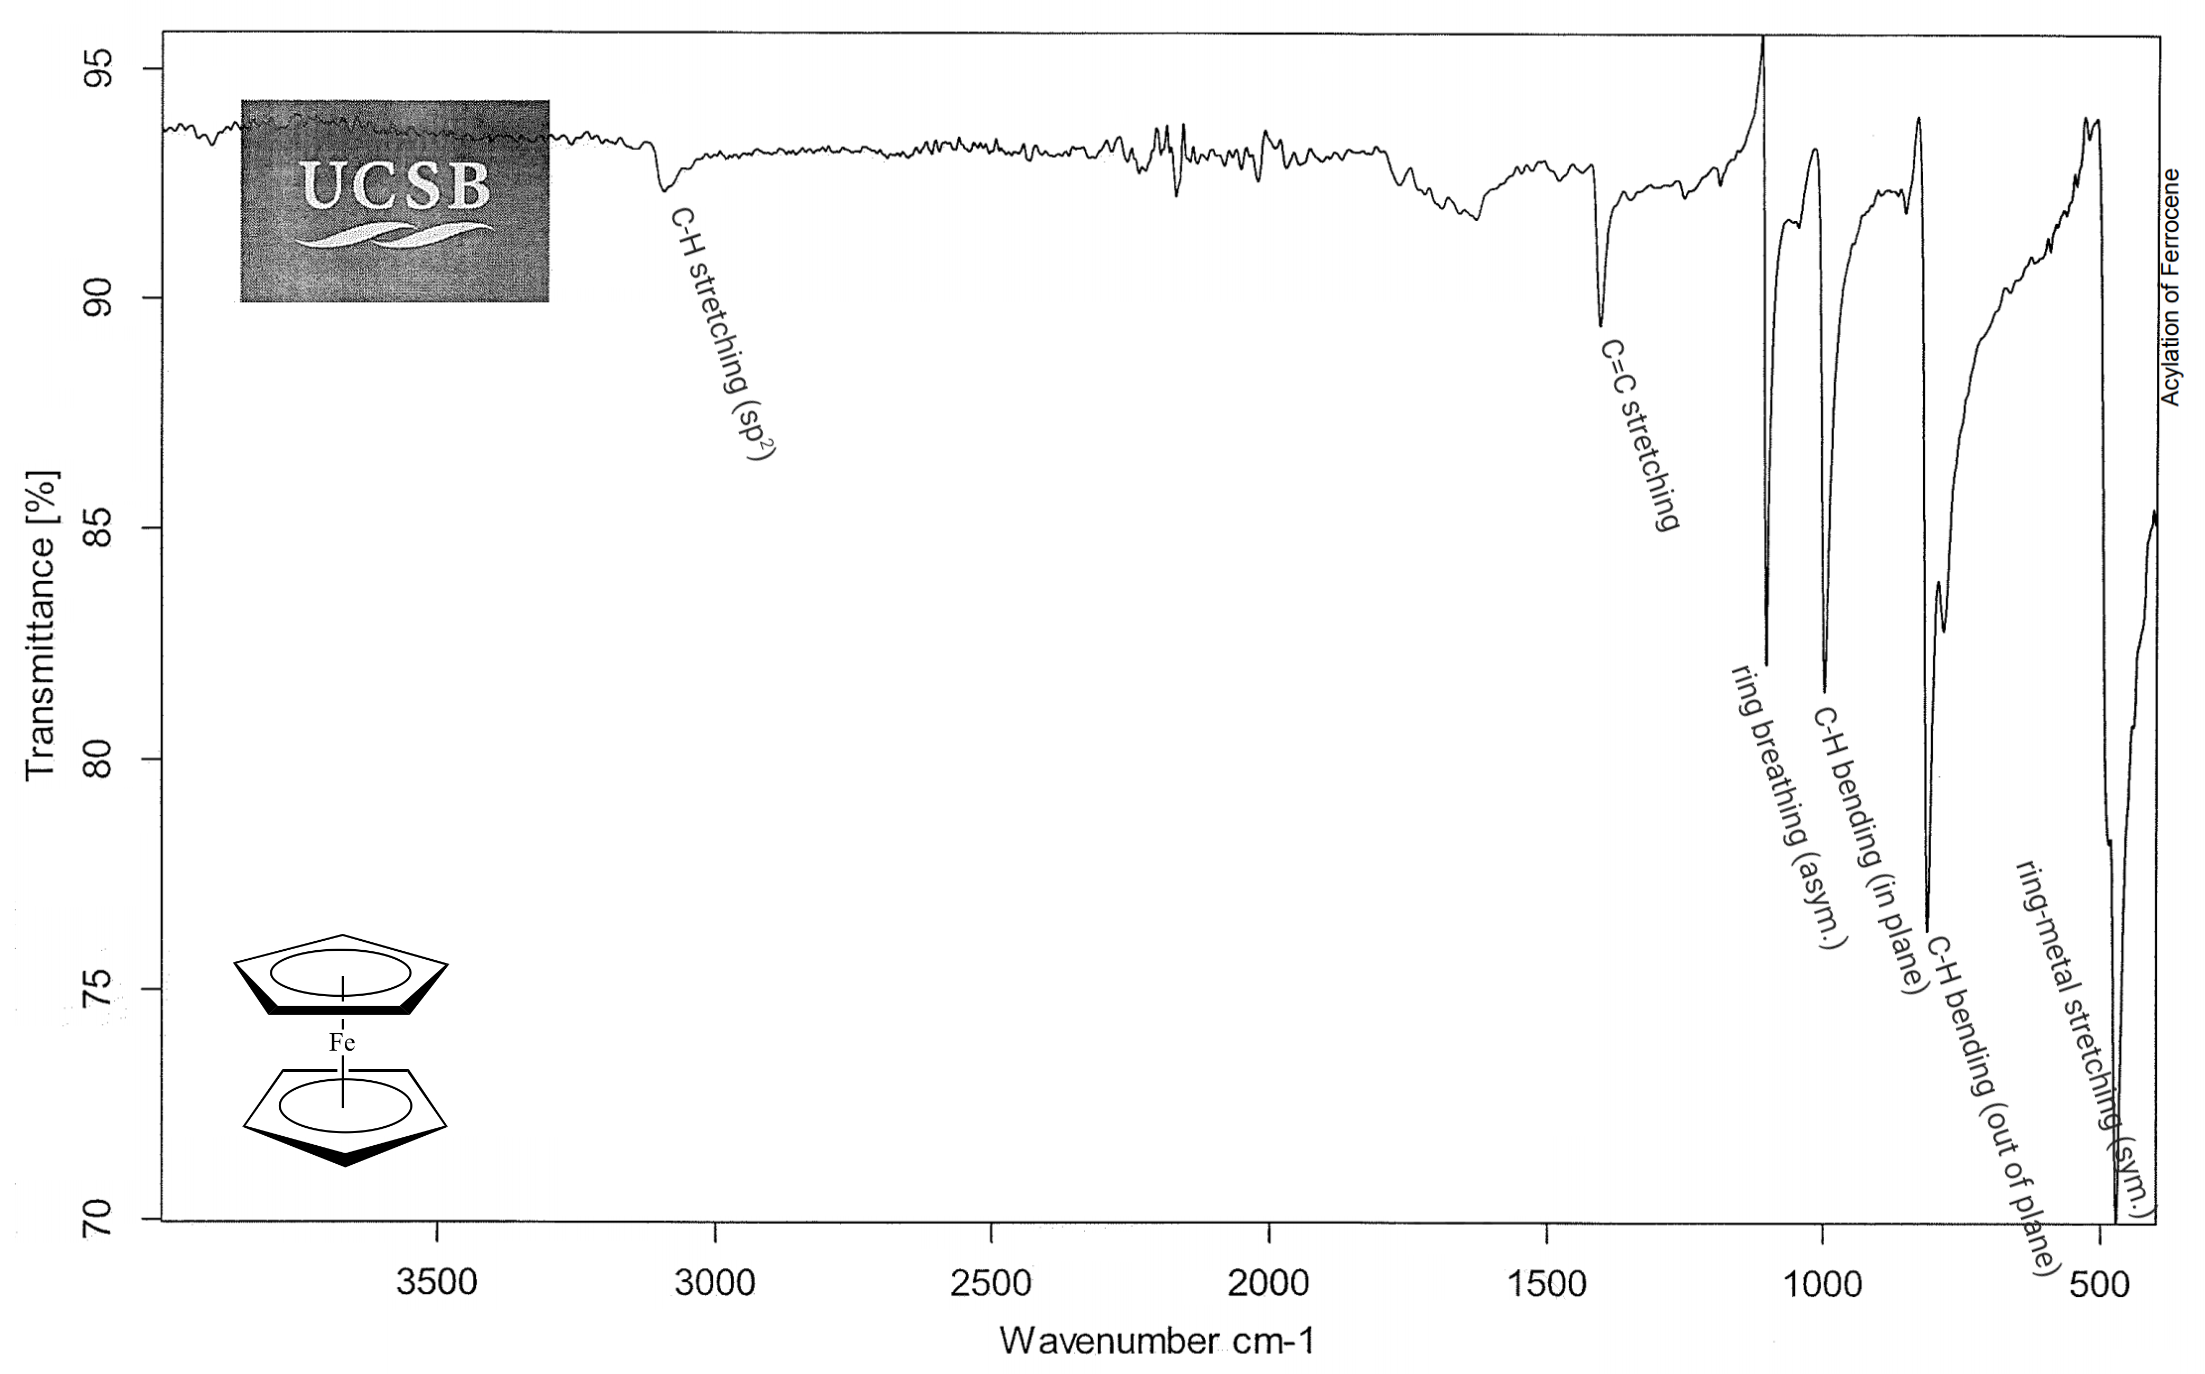 95
90
85
80
75
70
Transmittance [%]
UCSB
C-H stretching (sp²)
C=C stretching
ring breathing (asym.)
C-H bending (in plane)
C-H bending (out of plane)
ring-metal stretching (sym.)
Acylation of Ferrocene
Fe
3500
3000
2500
2000
1500
1000
500
Wavenumber cm-1